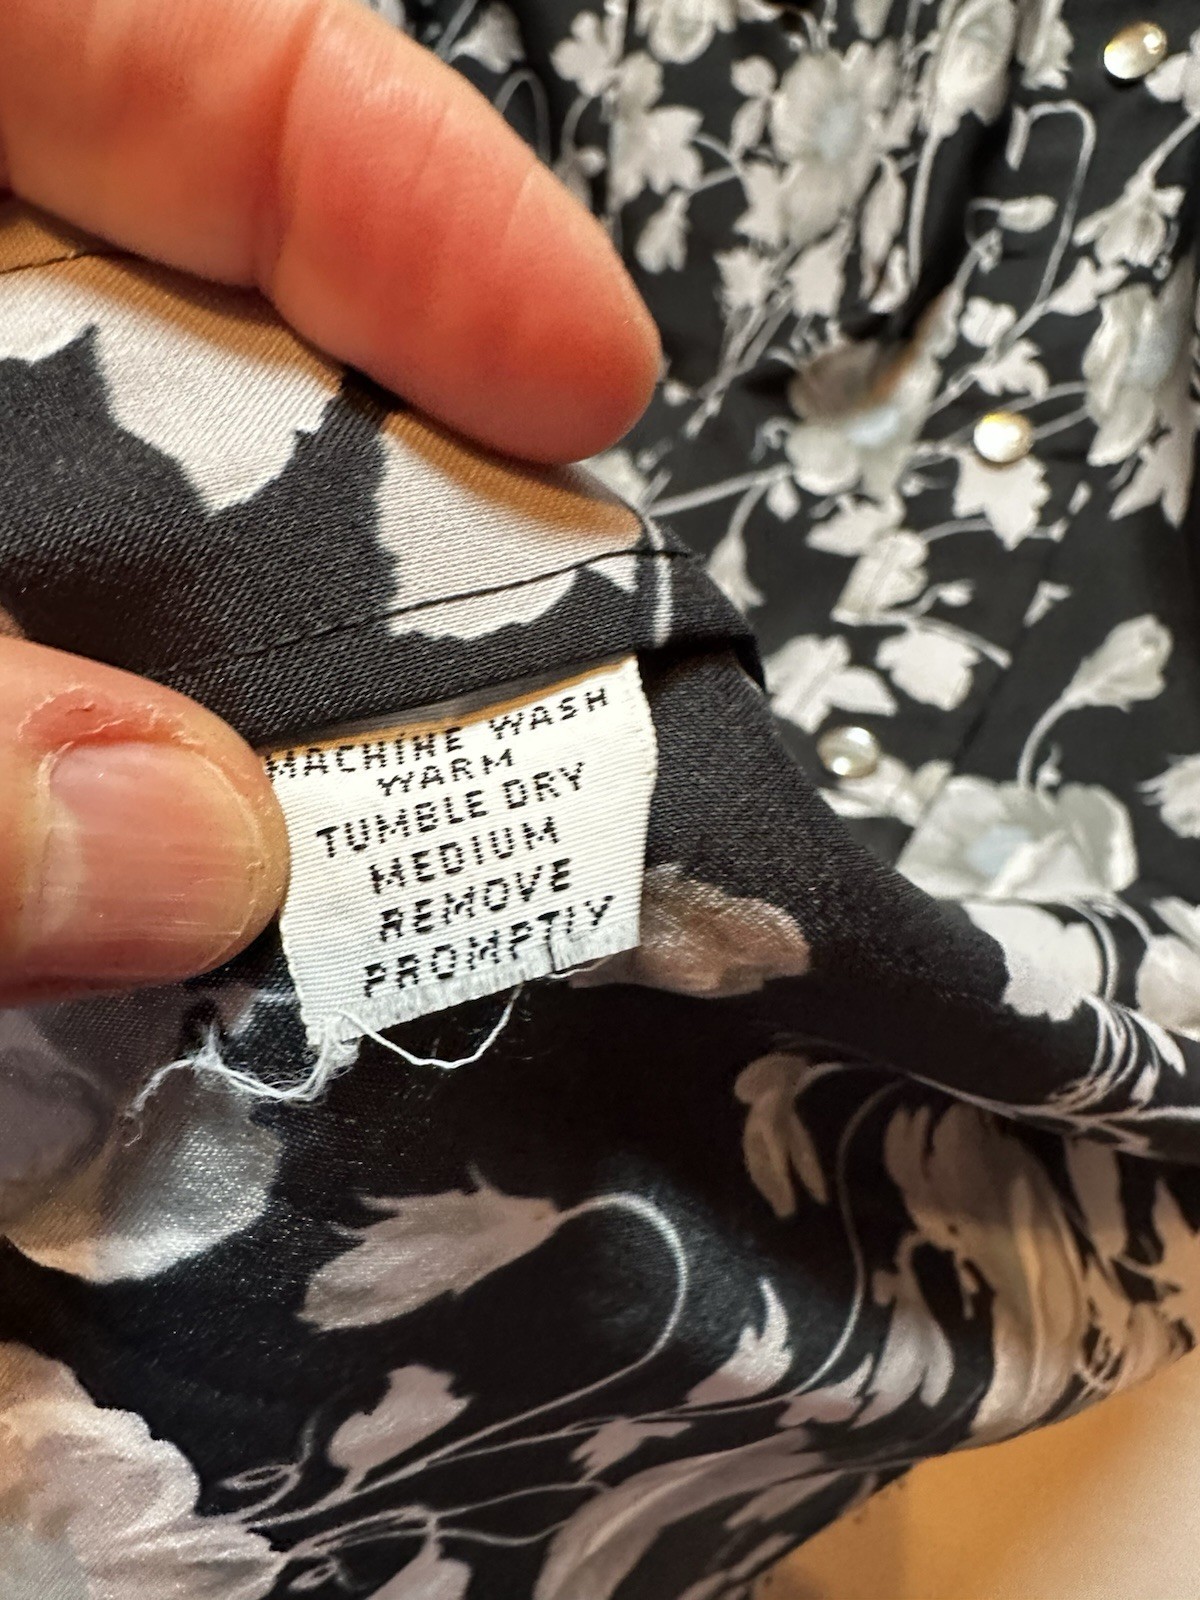 MACHINE WASH
WARM
TUMBLE DRY
MEDIUM
REMOVE
PROMPTLY